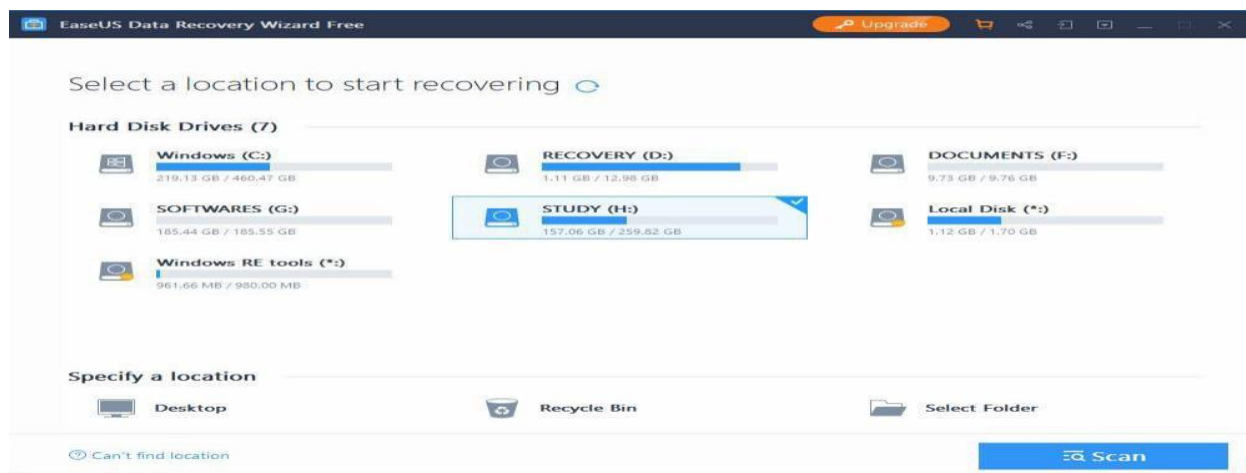 EaseUS Data Recovery Wizard Free
Upgrade
Select a location to start recovering
Hard Disk Drives (7)
Windows (C:)
219.13 GB / 460.47 GB
RECOVERY (D:)
1.11 GB / 12.98 GB
DOCUMENTS (F:)
9.73 GB / 9.76 GB
SOFTWARES (G:)
185.44 GB / 185.55 GB
STUDY (H:)
157.06 GB / 259.82 GB
Local Disk (*:)
1.12 GB / 1.70 GB
Windows RE tools (*:)
961.66 MB / 980.00 MB
Specify a location
Desktop
Recycle Bin
Select Folder
Can't find location
Scan